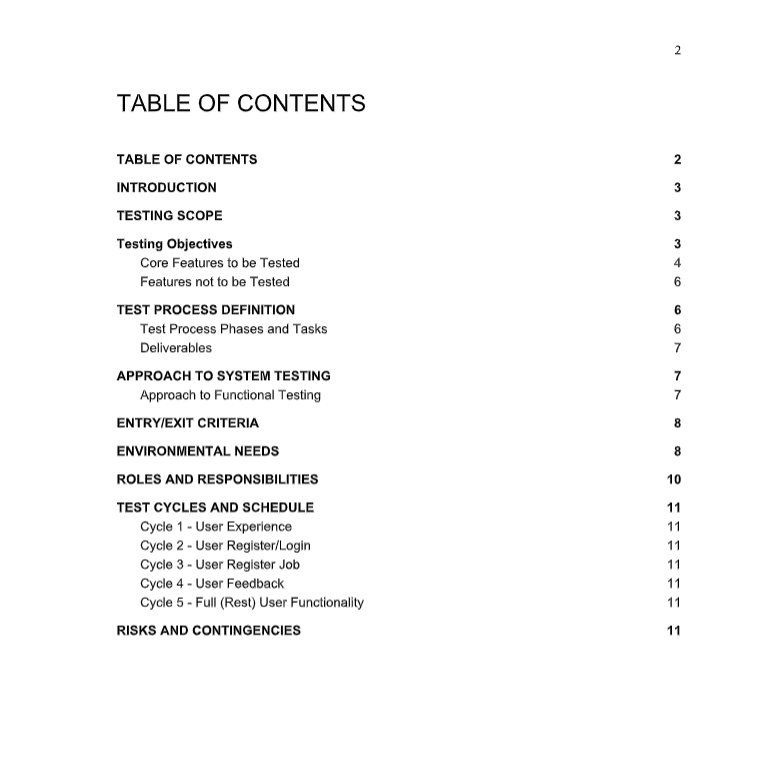 2
TABLE OF CONTENTS
TABLE OF CONTENTS 2
INTRODUCTION 3
TESTING SCOPE 3
Testing Objectives 3
Core Features to be Tested 4
Features not to be Tested 6
TEST PROCESS DEFINITION 6
Test Process Phases and Tasks 6
Deliverables 7
APPROACH TO SYSTEM TESTING 7
Approach to Functional Testing 7
ENTRY/EXIT CRITERIA 8
ENVIRONMENTAL NEEDS 8
ROLES AND RESPONSIBILITIES 10
TEST CYCLES AND SCHEDULE 11
Cycle 1 - User Experience 11
Cycle 2 - User Register/Login 11
Cycle 3 - User Register Job 11
Cycle 4 - User Feedback 11
Cycle 5 - Full (Rest) User Functionality 11
RISKS AND CONTINGENCIES 11